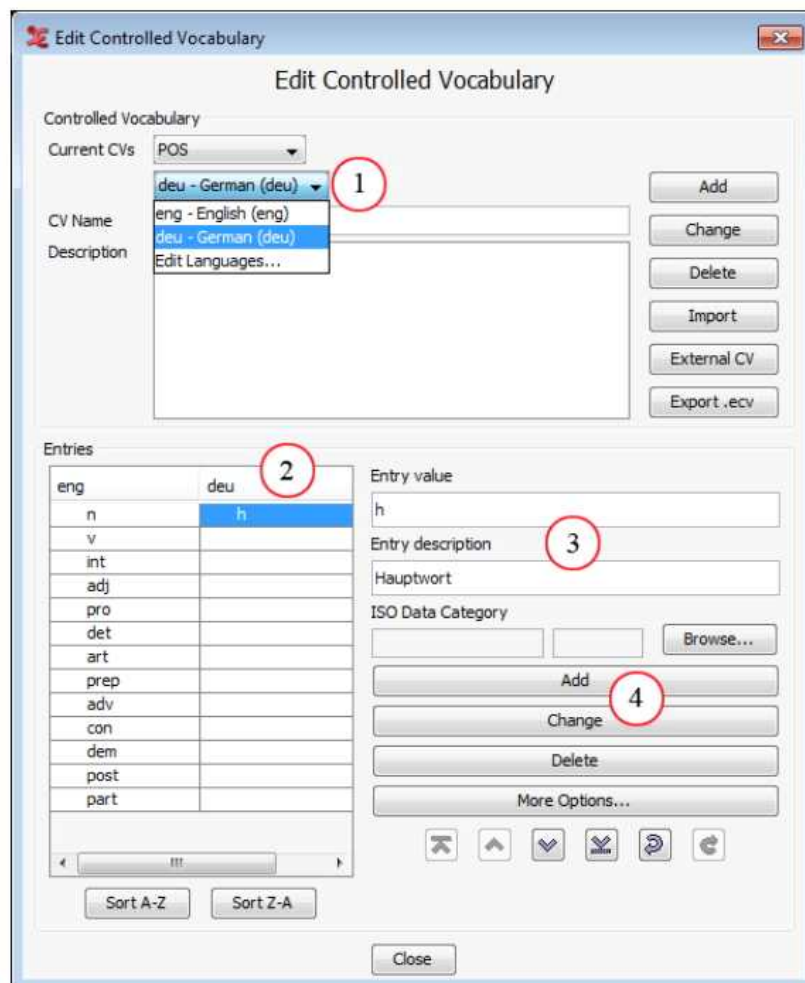 Edit Controlled Vocabulary
Edit Controlled Vocabulary
Controlled Vocabulary
Current CVs POS
deu - German (deu) 1
Add
eng - English (eng)
CV Name
Change
deu - German (deu)
Description
Edit Languages...
Delete
Import
External CV
Export .ecv
Entries
eng deu 2
n h
v
int
adj
pro
det
art
prep
adv
con
dem
post
part
Sort A-Z Sort Z-A
Entry value
h
Entry description 3
Hauptwort
ISO Data Category
Browse...
Add
4
Change
Delete
More Options...
Close